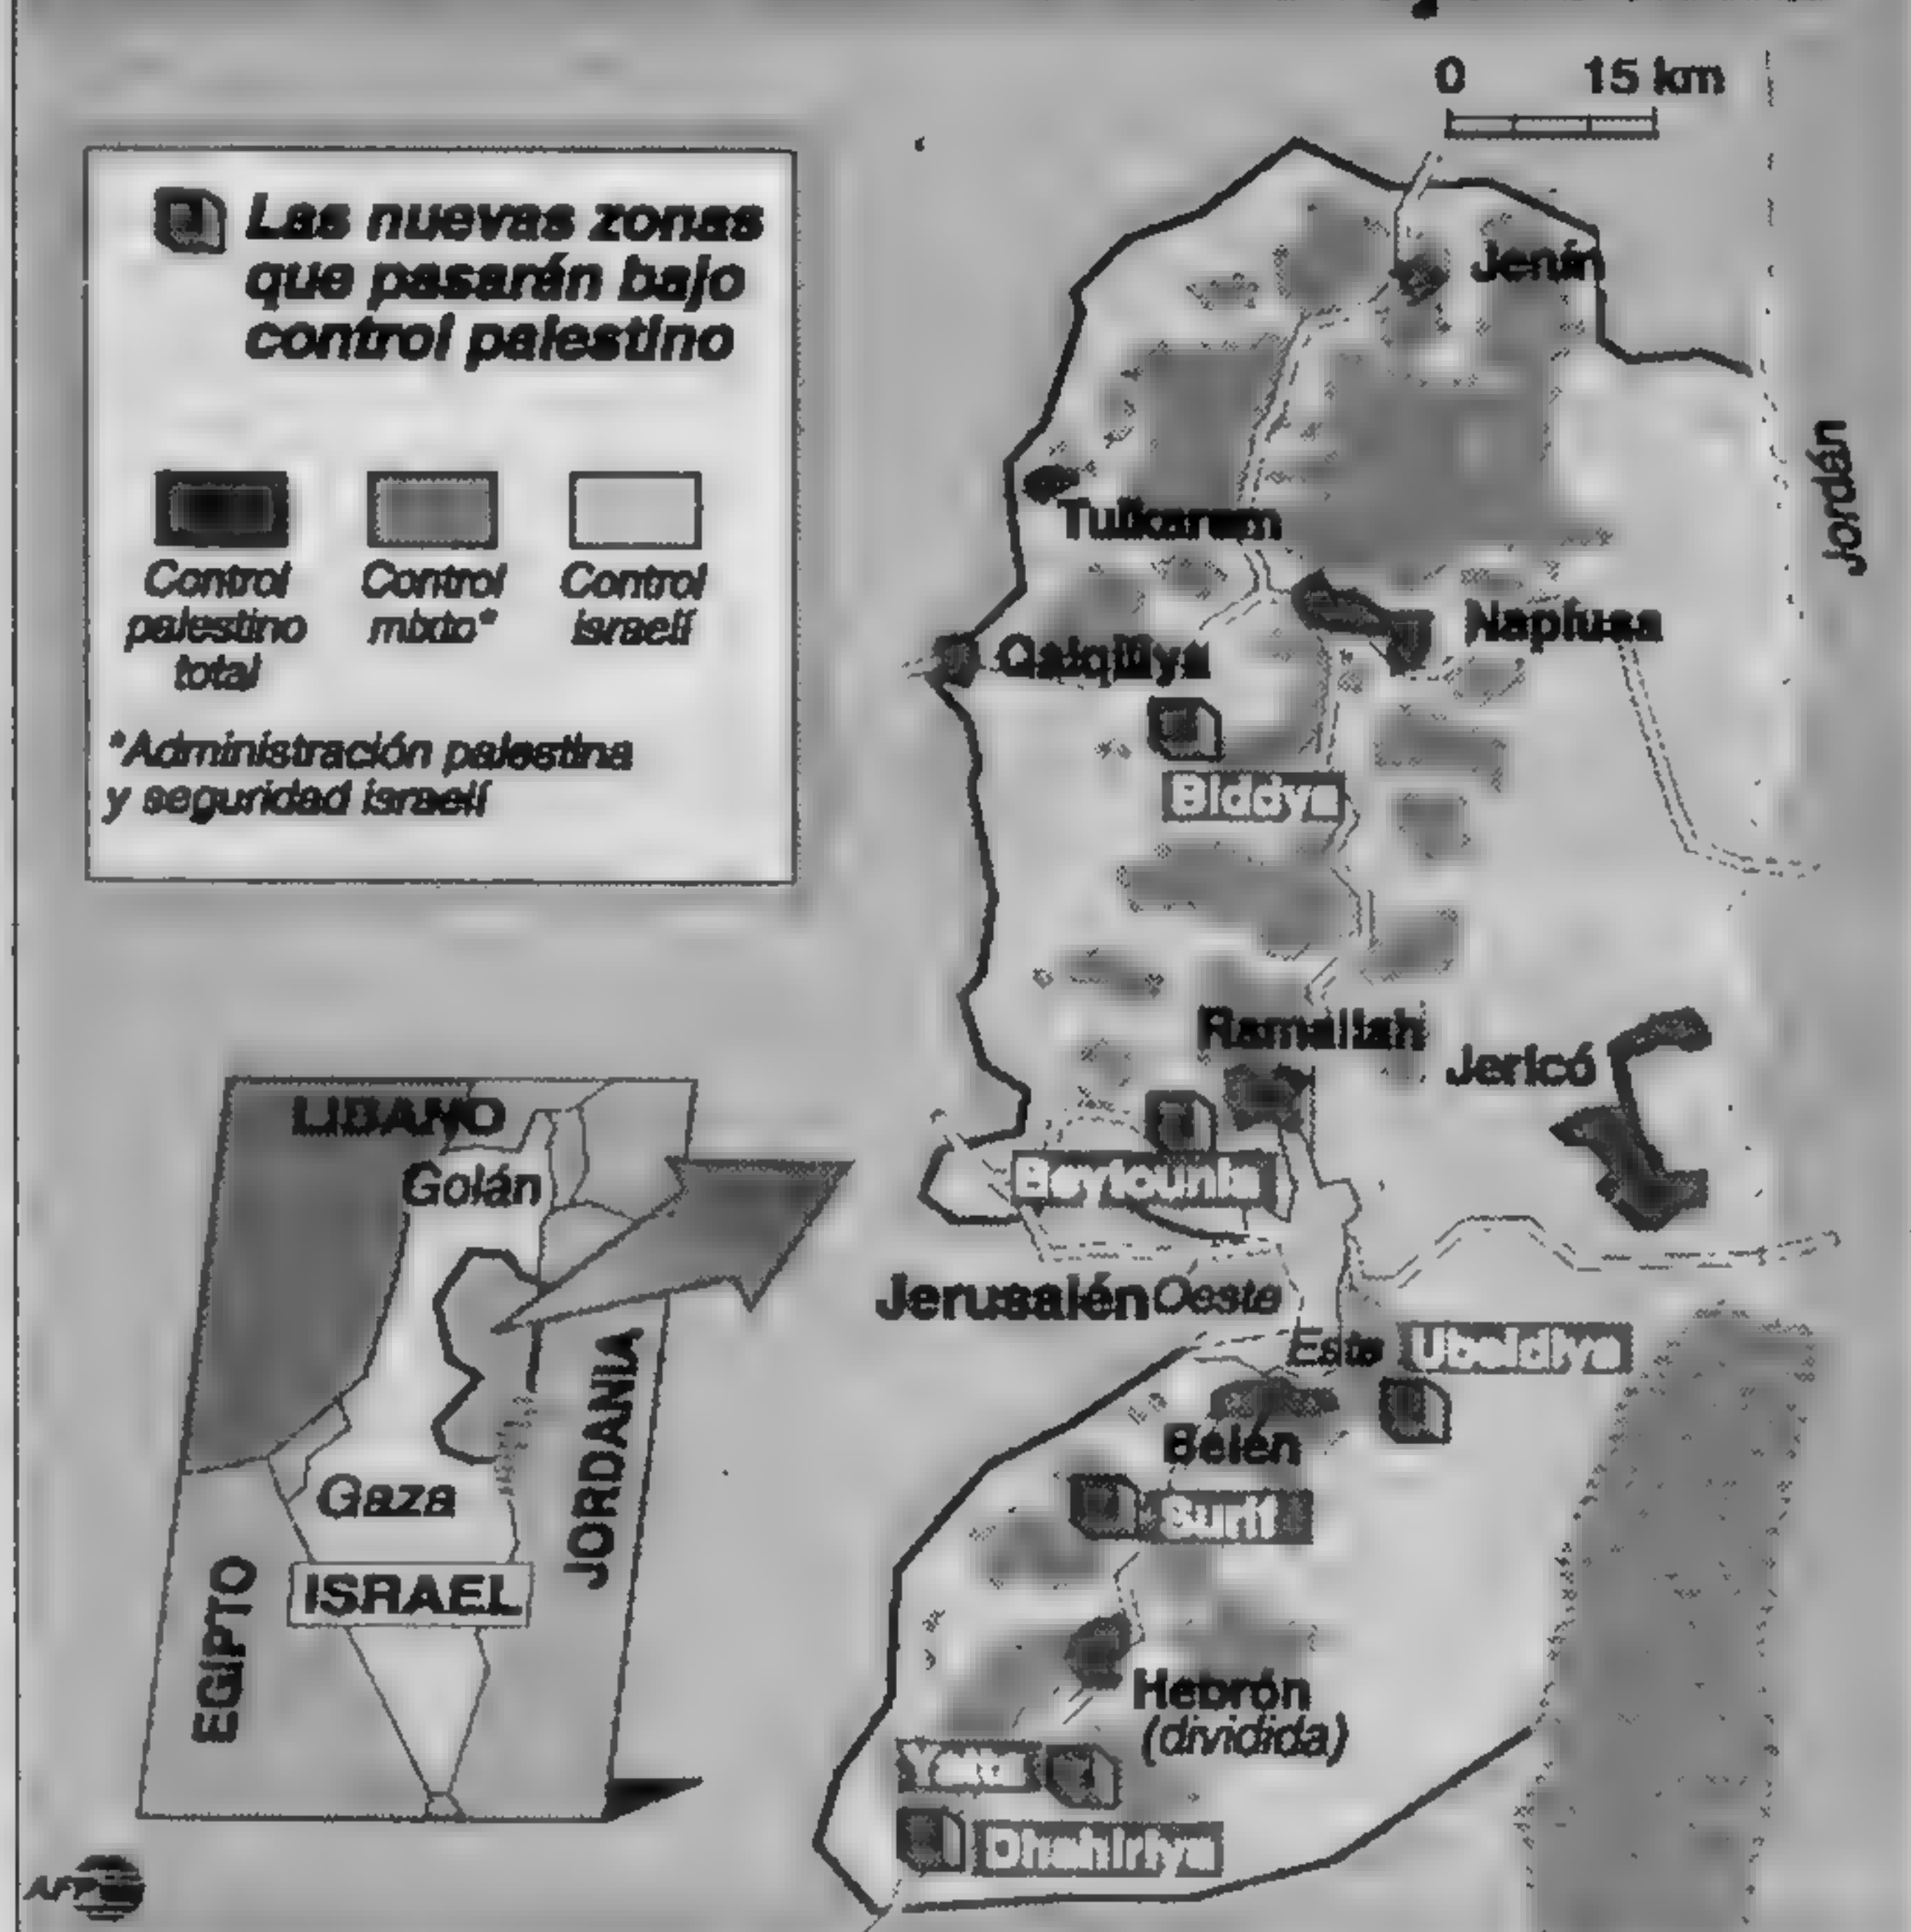 0 15 km
Las nuevas zonas
que pasarán bajo
control palestino
Control
palestino
total
Control
mixto*
Control
israelí
*Administración palestina
y seguridad israelí
Jenín
Jordán
Tulkarem
Naplusa
Qalqiliya
Biddya
Ramallah
Jericó
Beytounia
Jerusalén Oeste
Este
Ubeidiya
Belén
Surif
Hebrón
(dividida)
Yatta
Dhahiriya
LIBANO
Golán
Gaza
ISRAEL
EGIPTO
JORDANIA
AFP